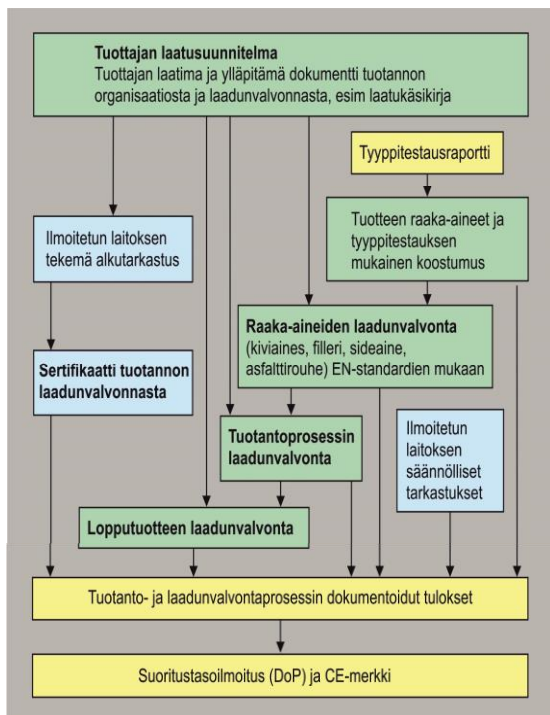 Tuottajan laatusuunnitelma
Tuottajan laatima ja ylläpitämä dokumentti tuotannon
organisaatiosta ja laadunvalvonnasta, esim laatukäsikirja
Tyyppitestausraportti
Tuotteen raaka-aineet ja
tyyppitestauksen
mukainen koostumus
Ilmoitetun laitoksen
tekemä alkutarkastus
Raaka-aineiden laadunvalvonta
(kiviaines, filleri, sideaine,
asfalttirouhe) EN-standardien mukaan
Sertifikaatti tuotannon
laadunvalvonnasta
Tuotantoprosessin
laadunvalvonta
Ilmoitetun
laitoksen
säännölliset
tarkastukset
Lopputuotteen laadunvalvonta
Tuotanto- ja laadunvalvontaprosessin dokumentoidut tulokset
Suoritustasoilmoitus (DoP) ja CE-merkki